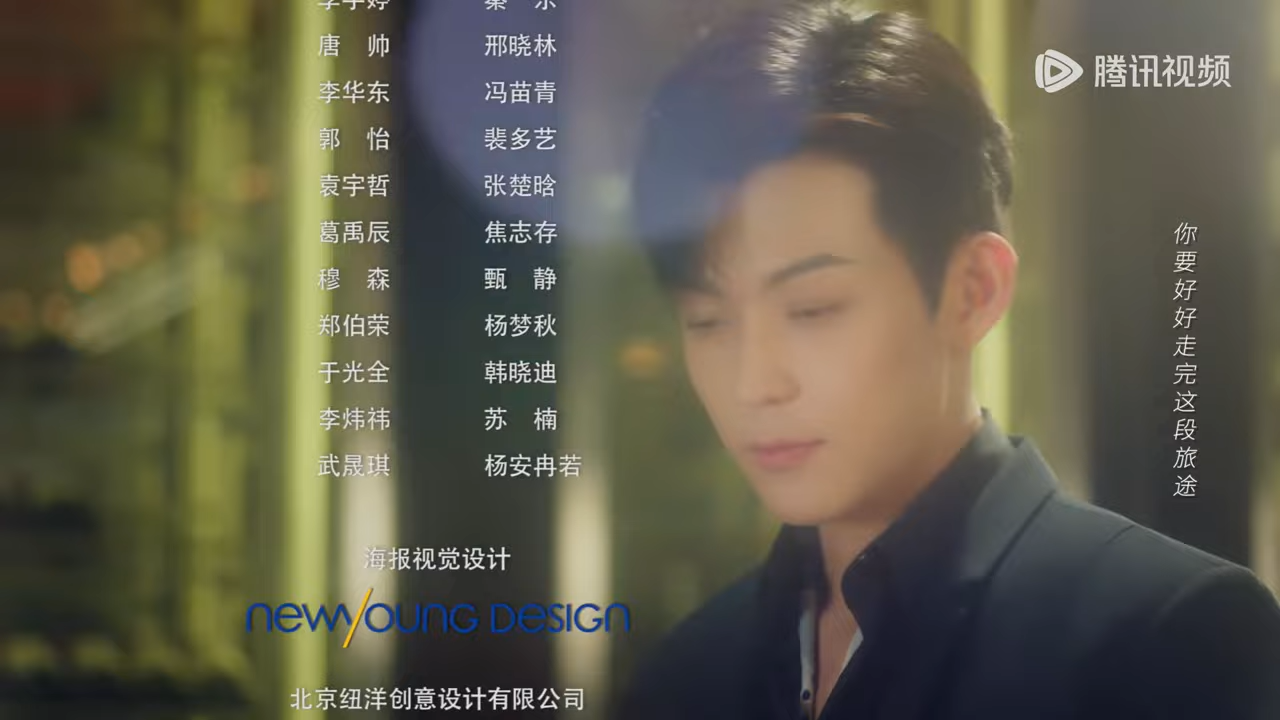 唐 帅 邢晓林
李华东 冯苗青
郭 怡 裴多艺
袁宇哲 张楚晗
葛禹辰 焦志存
穆 森 甄 静
郑伯荣 杨梦秋
于光全 韩晓迪
李炜祎 苏 楠
武晟琪 杨安冉若
海报视觉设计
newyoung DESIGN
北京纽洋创意设计有限公司
腾讯视频
你要好好走完这段旅途